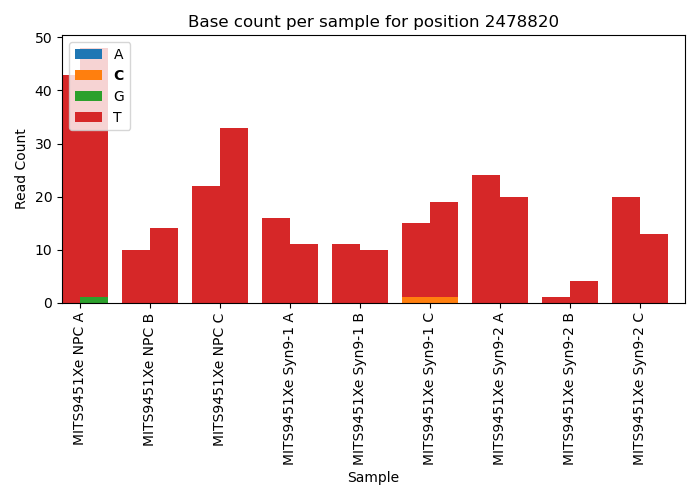 Base count per sample for position 2478820
Read Count
50
40
30
20
10
0
A
C
G
T
MITS9451Xe NPC A
MITS9451Xe NPC B
MITS9451Xe NPC C
MITS9451Xe Syn9-1 A
MITS9451Xe Syn9-1 B
MITS9451Xe Syn9-1 C
MITS9451Xe Syn9-2 A
MITS9451Xe Syn9-2 B
MITS9451Xe Syn9-2 C
Sample